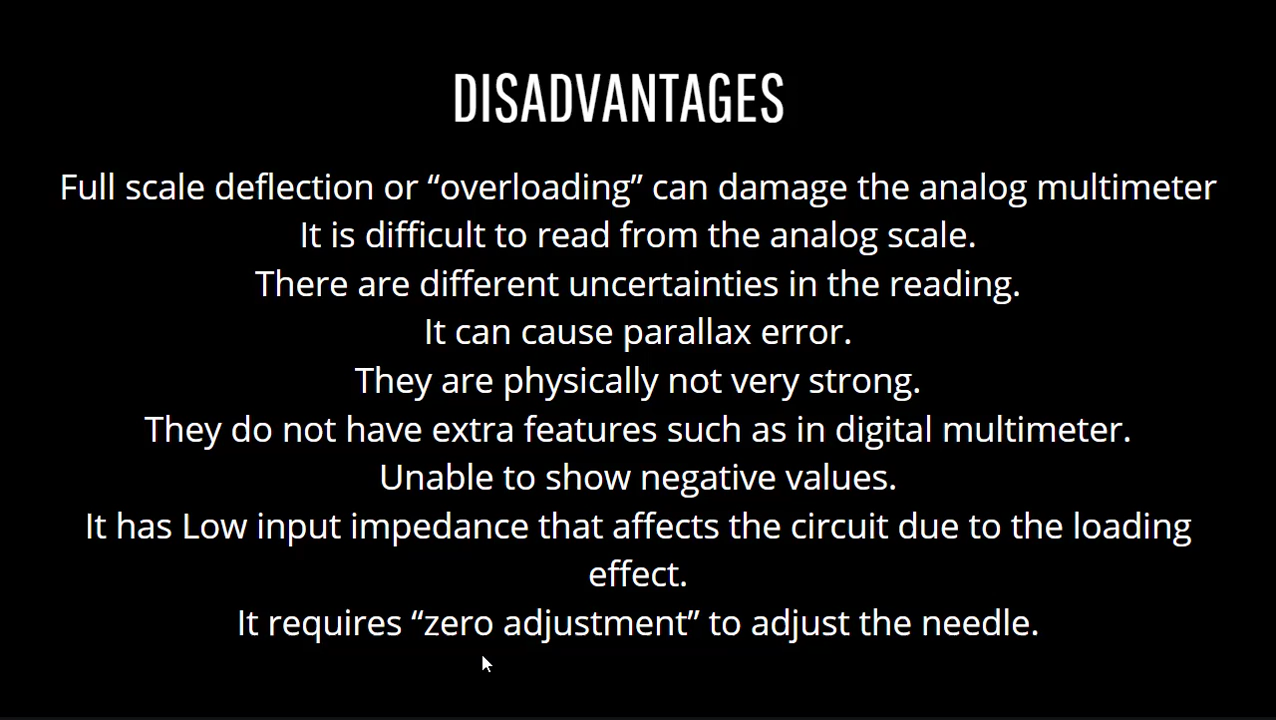 DISADVANTAGES
Full scale deflection or “overloading” can damage the analog multimeter
It is difficult to read from the analog scale.
There are different uncertainties in the reading.
It can cause parallax error.
They are physically not very strong.
They do not have extra features such as in digital multimeter.
Unable to show negative values.
It has Low input impedance that affects the circuit due to the loading
effect.
It requires “zero adjustment” to adjust the needle.